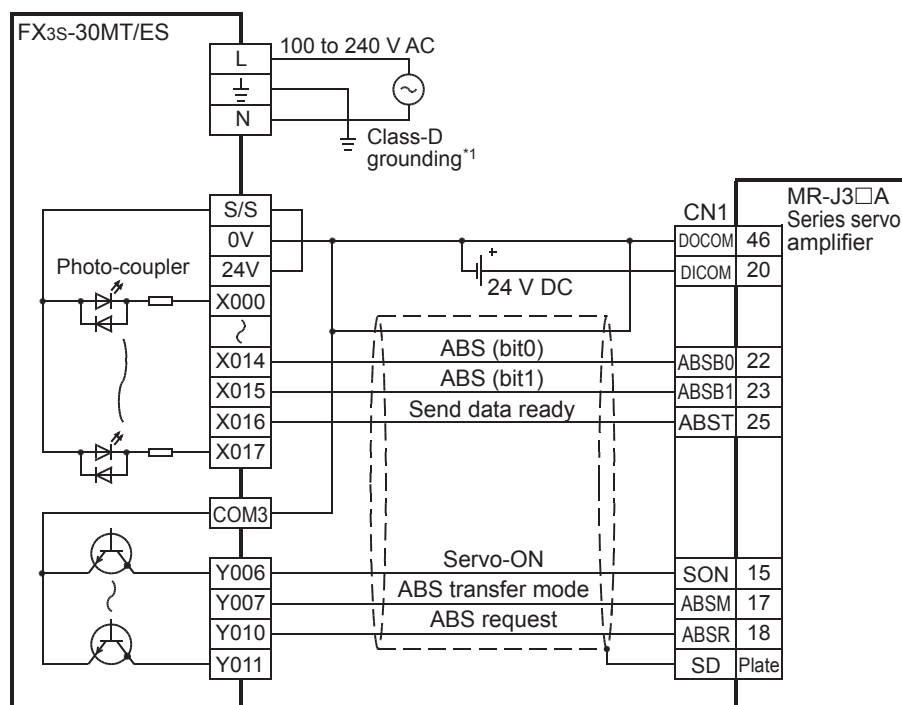 FX3S-30MT/ES
L
100 to 240 V AC
N
Class-D
grounding*1
S/S
0V
24V
X000
X014
X015
X016
X017
COM3
Y006
Y007
Y010
Y011
Photo-coupler
+
24 V DC
ABS (bit0)
ABS (bit1)
Send data ready
Servo-ON
ABS transfer mode
ABS request
CN1
MR-J3□A
Series servo
amplifier
DOCOM 46
DICOM 20
ABSB0 22
ABSB1 23
ABST 25
SON 15
ABSM 17
ABSR 18
SD Plate